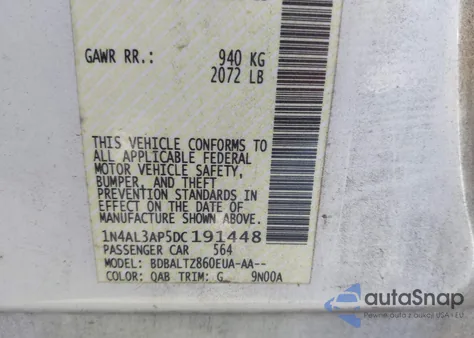 GAWR RR.: 940 KG
2072 LB
THIS VEHICLE CONFORMS TO
ALL APPLICABLE FEDERAL
MOTOR VEHICLE SAFETY,
BUMPER, AND THEFT
PREVENTION STANDARDS IN
EFFECT ON THE DATE OF
MANUFACTURE SHOWN ABOVE.
1N4AL3AP5DC191448
PASSENGER CAR 564
MODEL: BDBALTZ860EUA-AA--
COLOR: QAB TRIM: G 9N00A
autoSnap